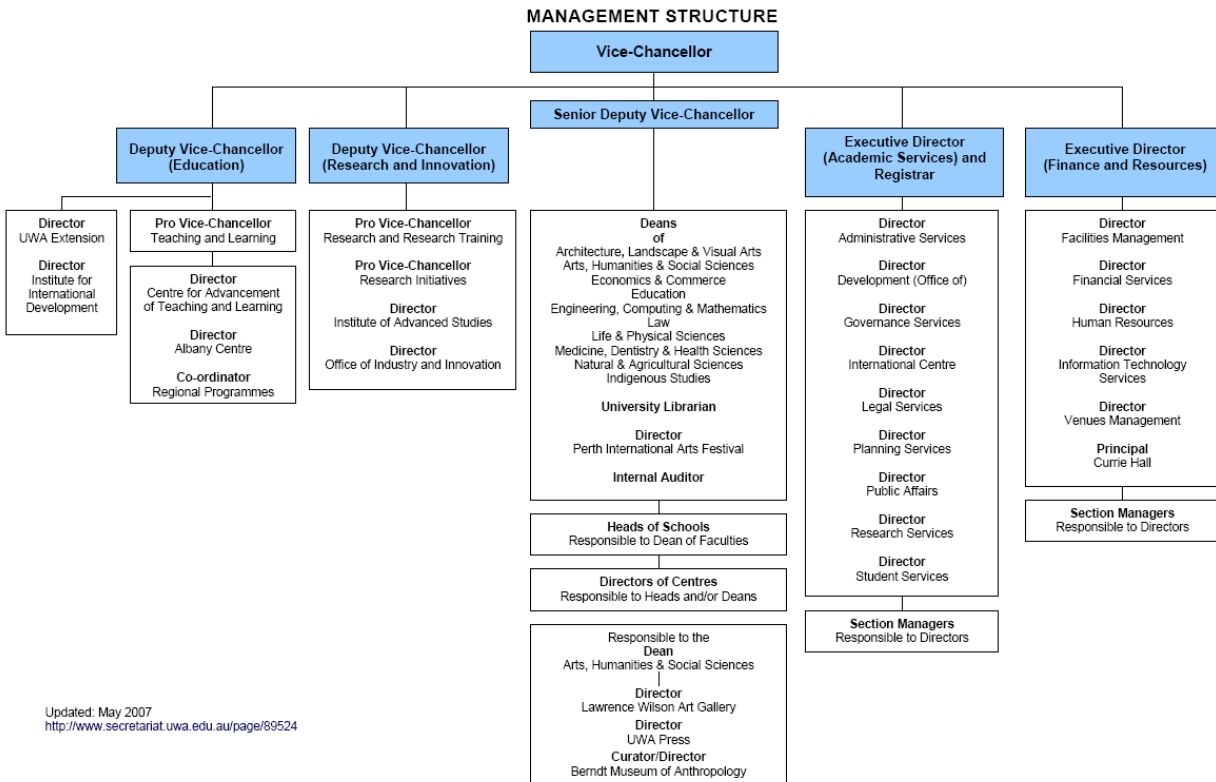 MANAGEMENT STRUCTURE
Vice-Chancellor
Senior Deputy Vice-Chancellor
Deputy Vice-Chancellor
(Education)
Deputy Vice-Chancellor
(Research and Innovation)
Executive Director
(Academic Services) and
Registrar
Executive Director
(Finance and Resources)
Director
UWA Extension
Director
Institute for
International
Development
Pro Vice-Chancellor
Teaching and Learning
Director
Centre for Advancement
of Teaching and Learning
Director
Albany Centre
Co-ordinator
Regional Programmes
Pro Vice-Chancellor
Research and Research Training
Pro Vice-Chancellor
Research Initiatives
Director
Institute of Advanced Studies
Director
Office of Industry and Innovation
Deans
of
Architecture, Landscape & Visual Arts
Arts, Humanities & Social Sciences
Economics & Commerce
Education
Engineering, Computing & Mathematics
Law
Life & Physical Sciences
Medicine, Dentistry & Health Sciences
Natural & Agricultural Sciences
Indigenous Studies
University Librarian
Director
Perth International Arts Festival
Internal Auditor
Heads of Schools
Responsible to Dean of Faculties
Directors of Centres
Responsible to Heads and/or Deans
Responsible to the
Dean
Arts, Humanities & Social Sciences
Director
Lawrence Wilson Art Gallery
Director
UWA Press
Curator/Director
Berndt Museum of Anthropology
Director
Administrative Services
Director
Development (Office of)
Director
Governance Services
Director
International Centre
Director
Legal Services
Director
Planning Services
Director
Public Affairs
Director
Research Services
Director
Student Services
Section Managers
Responsible to Directors
Director
Facilities Management
Director
Financial Services
Director
Human Resources
Director
Information Technology
Services
Director
Venues Management
Principal
Currie Hall
Section Managers
Responsible to Directors
Updated: May 2007
http://www.secretariat.uwa.edu.au/page/89524